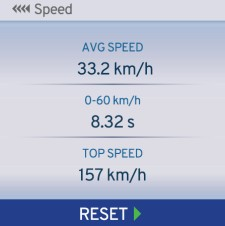 Speed
AVG SPEED
33.2 km/h
0-60 km/h
8.32 s
TOP SPEED
157 km/h
RESET